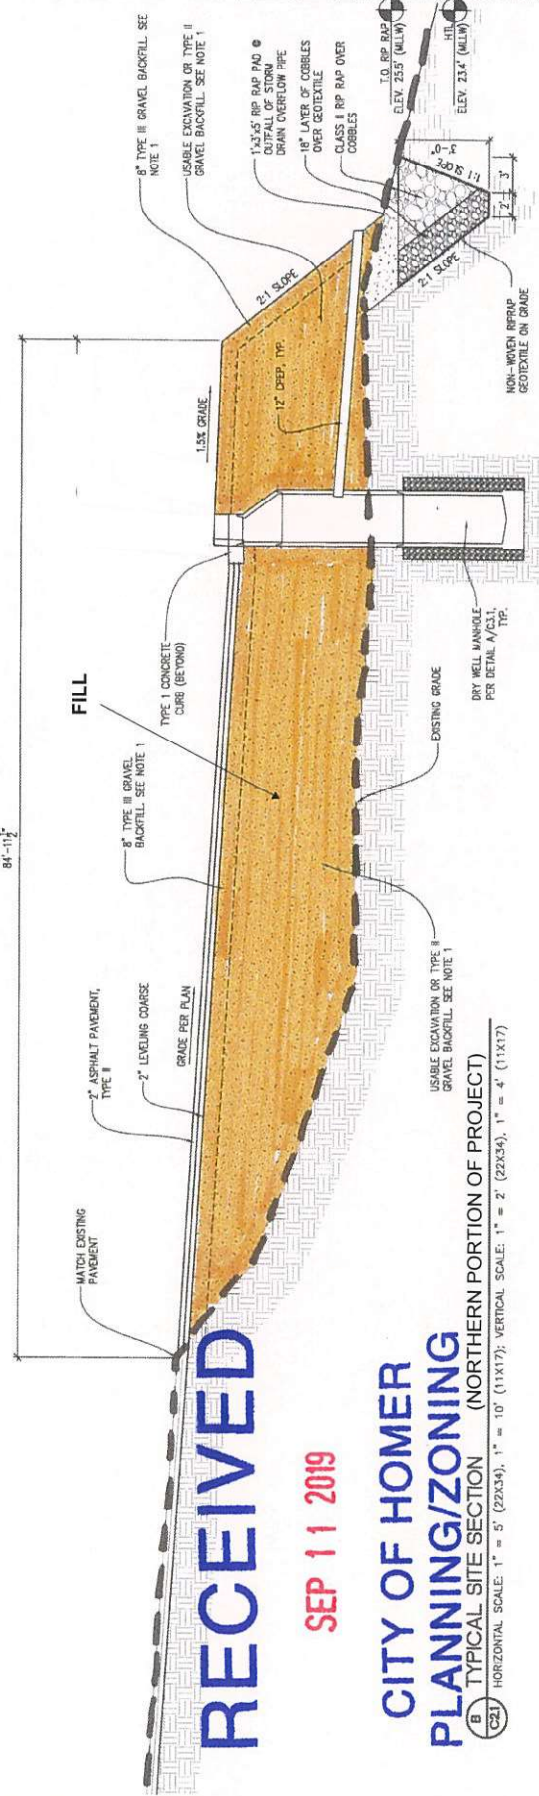 84'-11½"
8" TYPE III GRAVEL BACKFILL SEE
NOTE 1
USABLE EXCAVATION OR TYPE II
GRAVEL BACKFILL. SEE NOTE 1
1'x3'x5' RIP RAP PAD @
OUTFALL OF STORM
DRAIN OVERFLOW PIPE
18" LAYER OF COBBLES
OVER GEOTEXTILE
CLASS II RIP RAP OVER
COBBLES
T.O. RIP RAP
ELEV. 25.5' (MLLW)
HTL
ELEV. 23.4' (MLLW)
1.5% GRADE
2:1 SLOPE
12" CPEP, TYP.
3'-0"
1:1 SLOPE
2:1 SLOPE
2'
3'
NON-WOVEN RIPRAP
GEOTEXTILE ON GRADE
FILL
TYPE 1 CONCRETE
CURB (BEYOND)
8" TYPE III GRAVEL
BACKFILL SEE NOTE 1
2" ASPHALT PAVEMENT,
TYPE II
2" LEVELING COARSE
GRADE PER PLAN
MATCH EXISTING
PAVEMENT
EXISTING GRADE
DRY WELL MANHOLE
PER DETAIL A/C3.1,
TYP.
USABLE EXCAVATION OR TYPE II
GRAVEL BACKFILL SEE NOTE 1
RECEIVED
SEP 11 2019
CITY OF HOMER
PLANNING/ZONING
B
C2.1
TYPICAL SITE SECTION (NORTHERN PORTION OF PROJECT)
HORIZONTAL SCALE: 1" = 5' (22X34), 1" = 10' (11X17); VERTICAL SCALE: 1" = 2' (22X34), 1" = 4' (11X17)